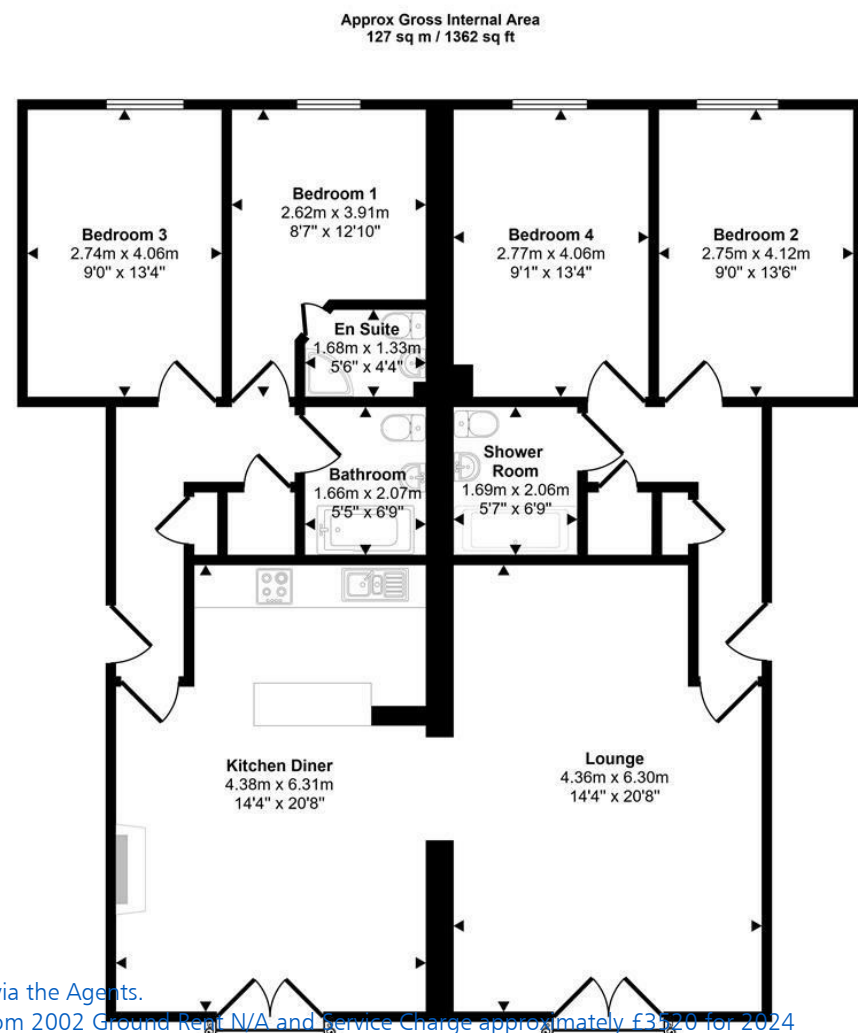 Approx Gross Internal Area
127 sq m / 1362 sq ft
Bedroom 3
2.74m x 4.06m
9'0" x 13'4"
Bedroom 1
2.62m x 3.91m
8'7" x 12'10"
Bedroom 4
2.77m x 4.06m
9'1" x 13'4"
Bedroom 2
2.75m x 4.12m
9'0" x 13'6"
En Suite
1.68m x 1.33m
5'6" x 4'4"
Bathroom
1.66m x 2.07m
5'5" x 6'9"
Shower
Room
1.69m x 2.06m
5'7" x 6'9"
Kitchen Diner
4.38m x 6.31m
14'4" x 20'8"
Lounge
4.36m x 6.30m
14'4" x 20'8"
via the Agents.
om 2002 Ground Rent N/A and Service Charge approximately £3520 for 2024